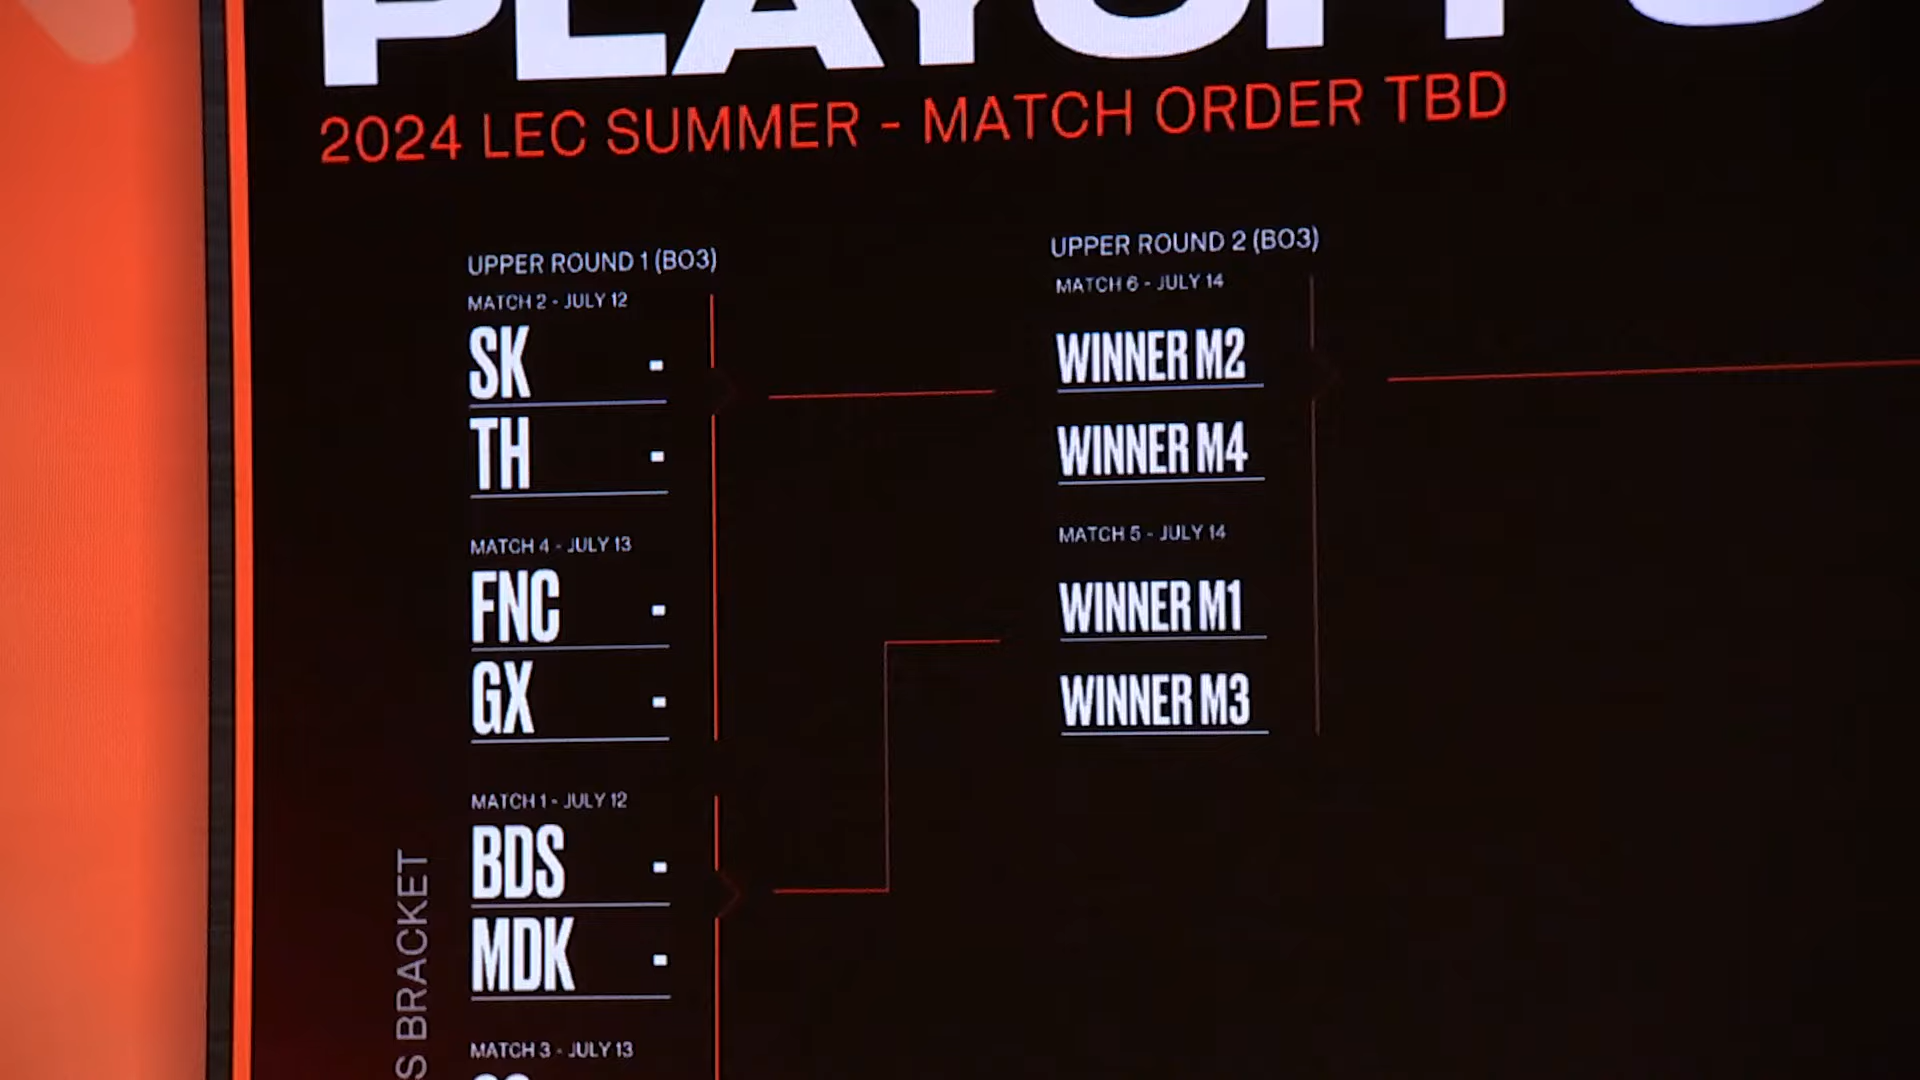 PLAYOFFS
2024 LEC SUMMER - MATCH ORDER TBD
UPPER ROUND 1 (BO3)
MATCH 2 - JULY 12
SK -
TH -
MATCH 4 - JULY 13
FNC -
GX -
MATCH 1 - JULY 12
BDS -
MDK -
MATCH 3 - JULY 13
UPPER ROUND 2 (BO3)
MATCH 6 - JULY 14
WINNER M2
WINNER M4
MATCH 5 - JULY 14
WINNER M1
WINNER M3
S BRACKET